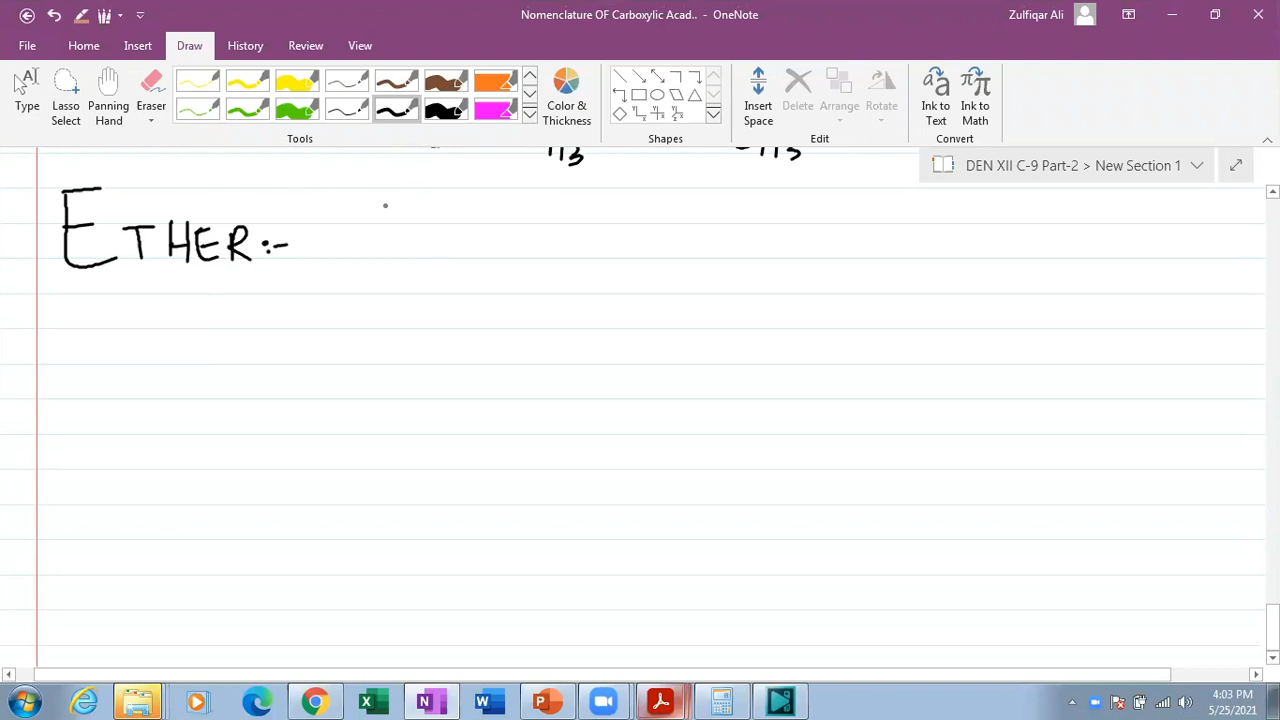 Nomenclature OF Carboxylic Acad.. - OneNote
Zulfiqar Ali
File Home Insert Draw History Review View
Type
Lasso Select
Panning Hand
Eraser
Color & Thickness
Insert Space
Delete
Arrange
Rotate
Ink to Text
Ink to Math
Tools
Shapes
Edit
Convert
DEN XII C-9 Part-2 > New Section 1
ETHER:-
4:03 PM
5/25/2021